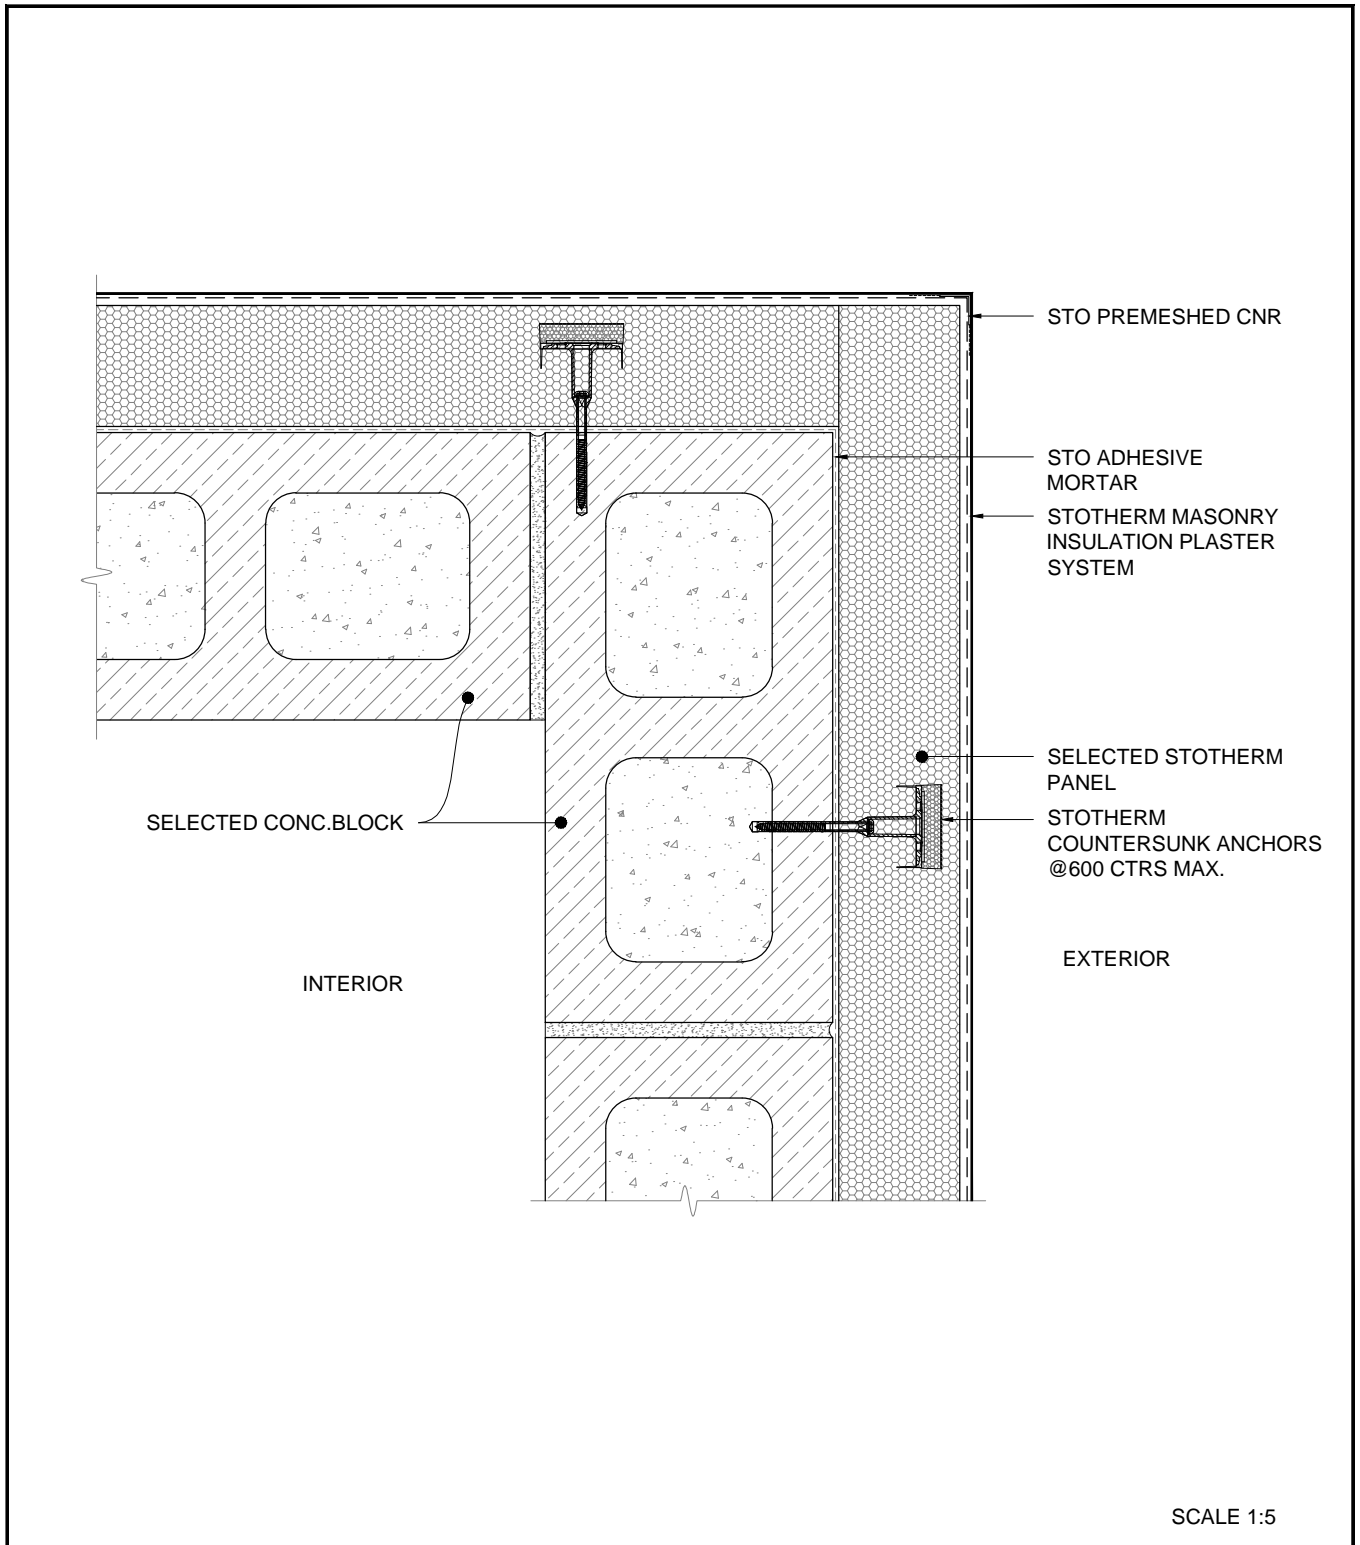 STO PREMESHED CNR
STO ADHESIVE
MORTAR
STOTHERM MASONRY
INSULATION PLASTER
SYSTEM
SELECTED STOTHERM
PANEL
SELECTED CONC.BLOCK
STOTHERM
COUNTERSUNK ANCHORS
@600 CTRS MAX.
EXTERIOR
INTERIOR
SCALE 1:5